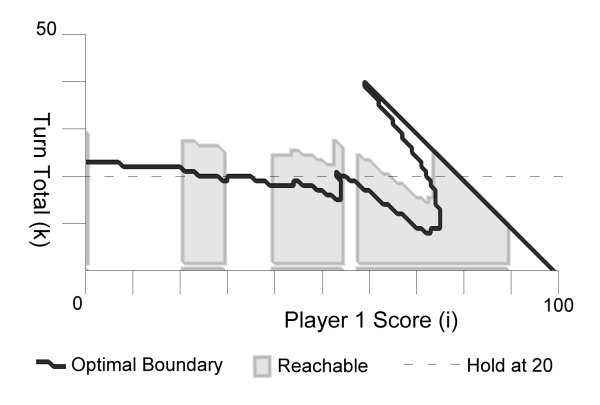 50
Turn Total (k)
0
100
Player 1 Score (i)
Optimal Boundary
Reachable
Hold at 20